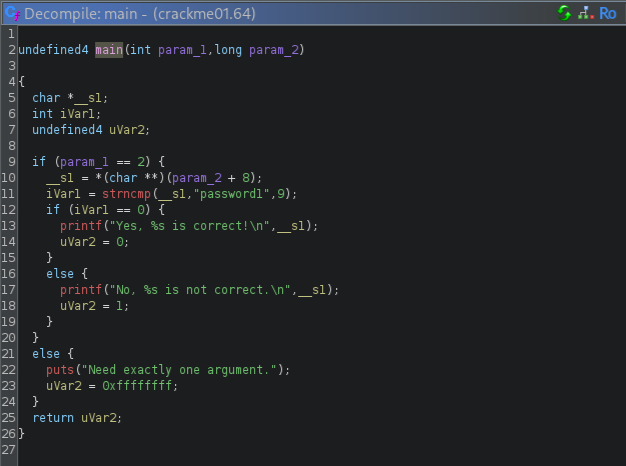 Decompile: main - (crackme01.64)
Ro
1
2 undefined4 main(int param_1,long param_2)
3
4 {
5 char *__s1;
6 int iVar1;
7 undefined4 uVar2;
8
9 if (param_1 == 2) {
10 __s1 = *(char **)(param_2 + 8);
11 iVar1 = strncmp(__s1,"password1",9);
12 if (iVar1 == 0) {
13 printf("Yes, %s is correct!\n",__s1);
14 uVar2 = 0;
15 }
16 else {
17 printf("No, %s is not correct.\n",__s1);
18 uVar2 = 1;
19 }
20 }
21 else {
22 puts("Need exactly one argument.");
23 uVar2 = 0xffffffff;
24 }
25 return uVar2;
26 }
27